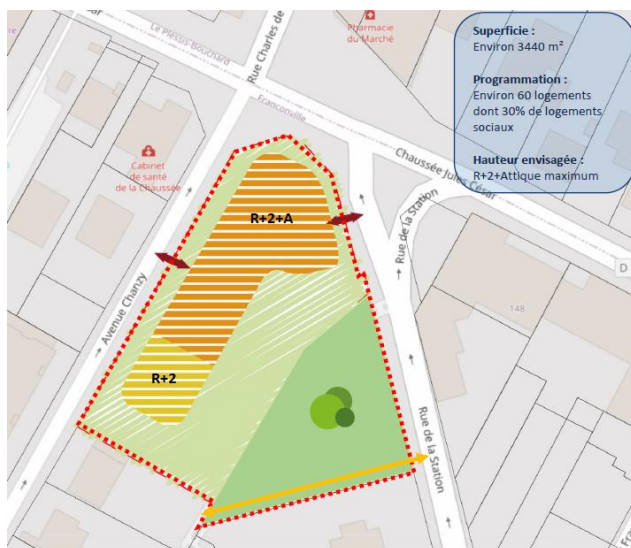 Superficie :
Environ 3440 m²
Programmation :
Environ 60 logements
dont 30% de logements
sociaux
Hauteur envisagée :
R+2+Attique maximum
Pharmacie
du Marché
Le Plessis-Bouchard
Franconville
Rue Charles de
Chaussée Jules César
Cabinet
de santé
de la Chaussée
R+2+A
Rue de la Station
D
Avenue Chanzy
148
R+2
Rue de la Station